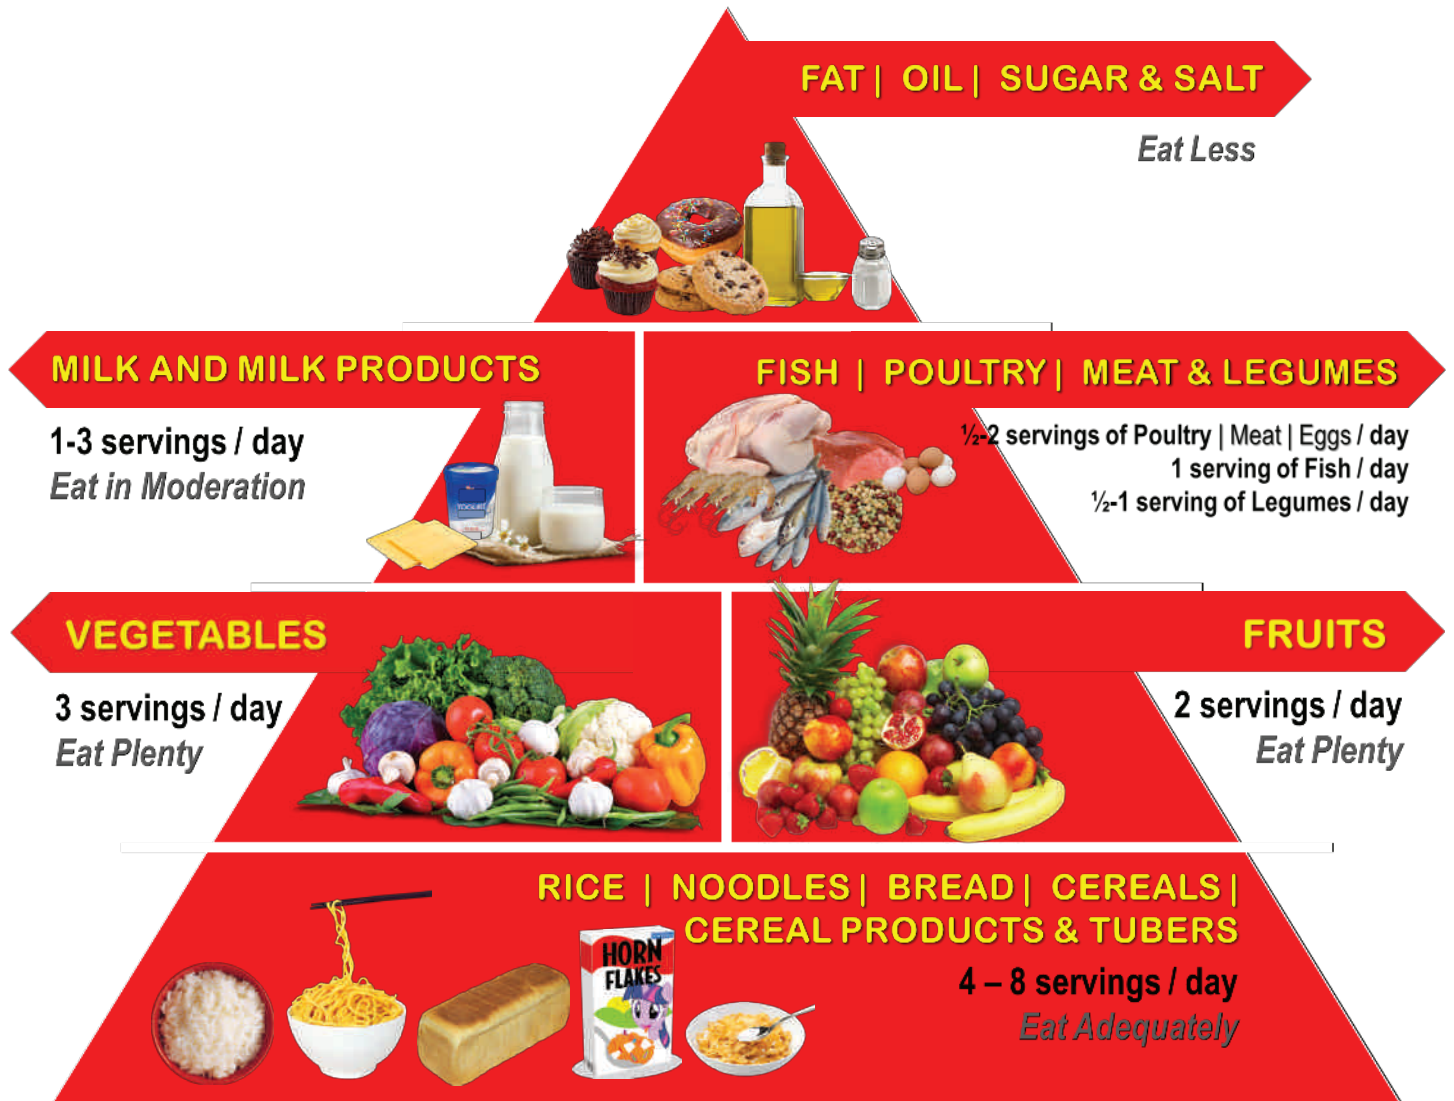 FAT | OIL | SUGAR & SALT
Eat Less
MILK AND MILK PRODUCTS
1-3 servings / day
Eat in Moderation
FISH | POULTRY | MEAT & LEGUMES
½-2 servings of Poultry | Meat | Eggs / day
1 serving of Fish / day
½-1 serving of Legumes / day
VEGETABLES
3 servings / day
Eat Plenty
FRUITS
2 servings / day
Eat Plenty
RICE | NOODLES | BREAD | CEREALS |
CEREAL PRODUCTS & TUBERS
4 – 8 servings / day
Eat Adequately
HORN
FLAKES